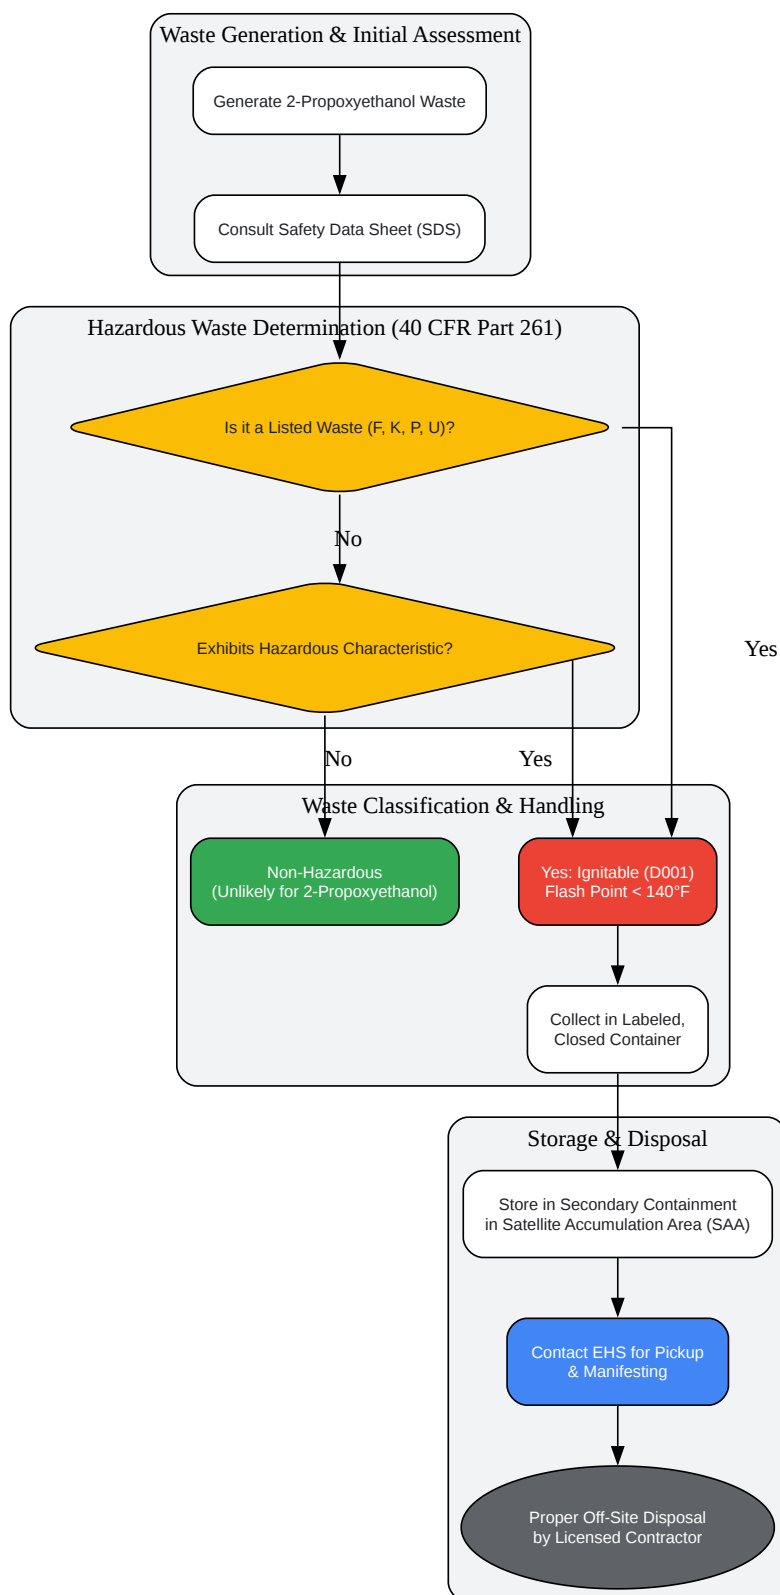 Waste Generation & Initial Assessment
Generate 2-Propoxyethanol Waste
Consult Safety Data Sheet (SDS)
Hazardous Waste Determination (40 CFR Part 261)
Is it a Listed Waste (F, K, P, U)?
No
Exhibits Hazardous Characteristic?
Yes
No
Yes
Waste Classification & Handling
Non-Hazardous
(Unlikely for 2-Propoxyethanol)
Yes: Ignitable (D001)
Flash Point < 140°F
Collect in Labeled,
Closed Container
Storage & Disposal
Store in Secondary Containment
in Satellite Accumulation Area (SAA)
Contact EHS for Pickup
& Manifesting
Proper Off-Site Disposal
by Licensed Contractor